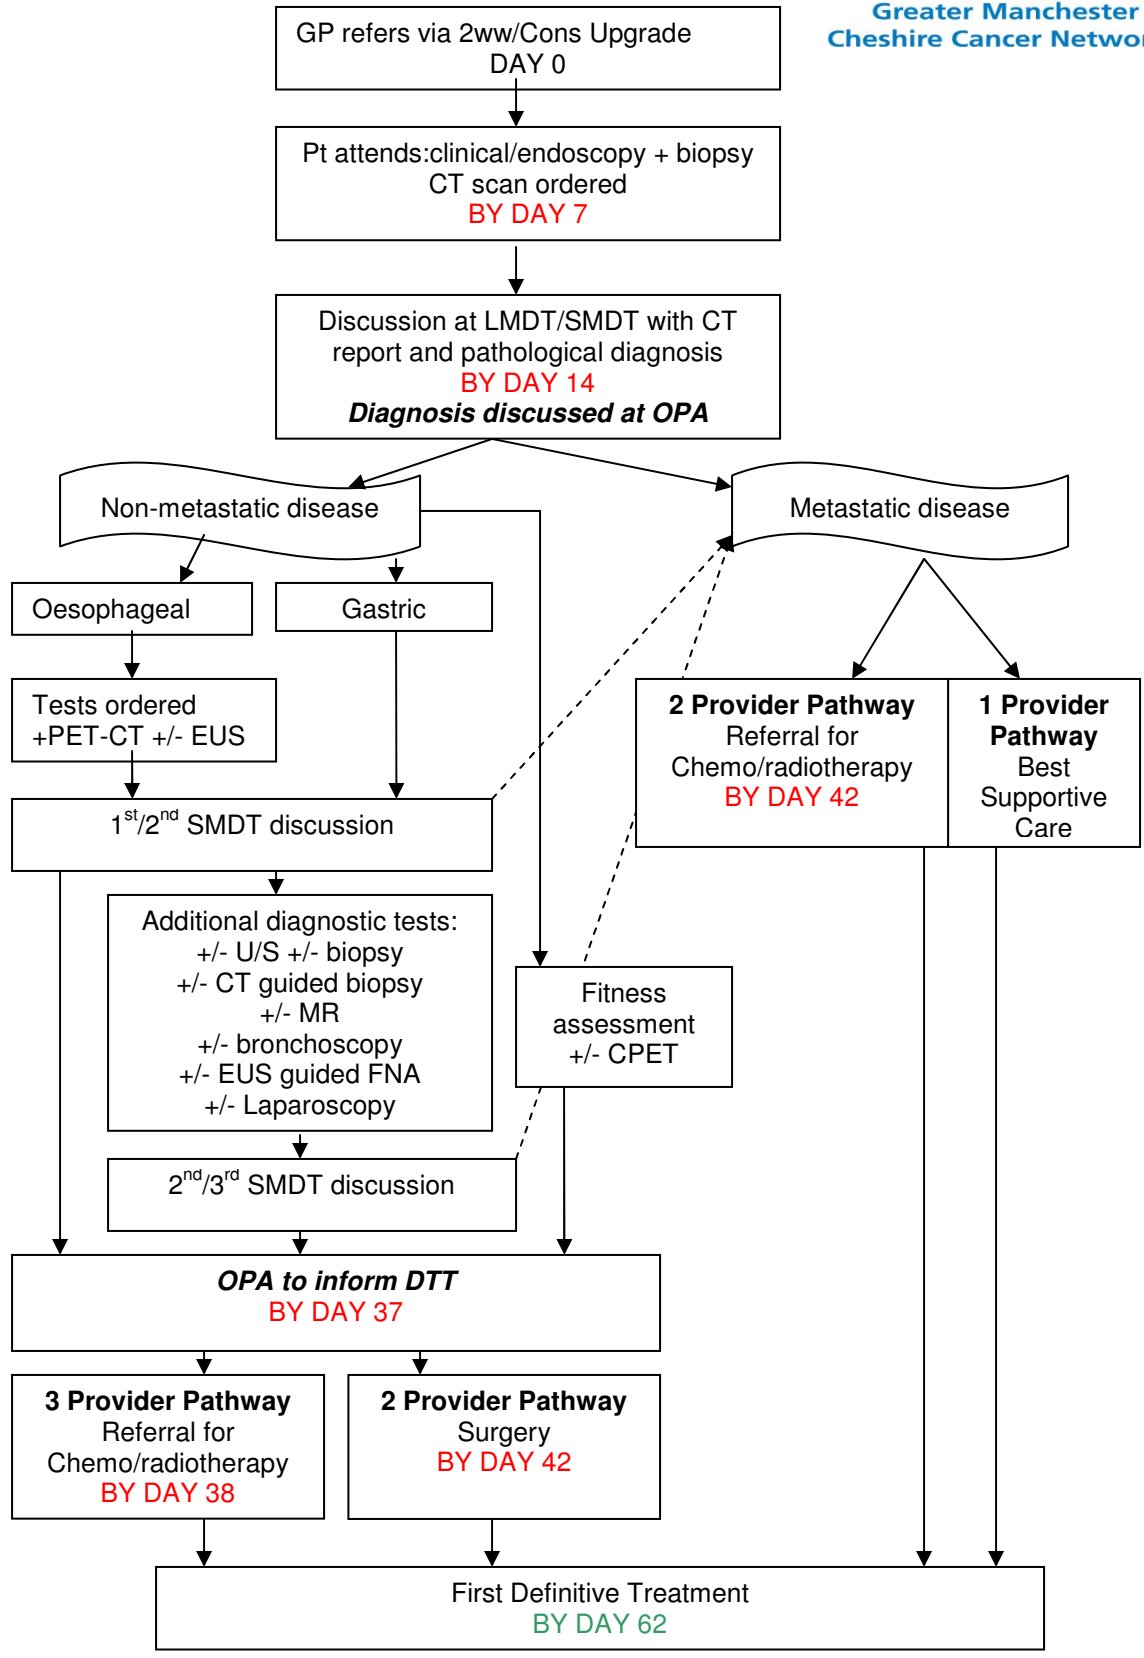 Greater Manchester
Cheshire Cancer Networ
GP refers via 2ww/Cons Upgrade
DAY 0
Pt attends:clinical/endoscopy + biopsy
CT scan ordered
BY DAY 7
Discussion at LMDT/SMDT with CT
report and pathological diagnosis
BY DAY 14
Diagnosis discussed at OPA
Non-metastatic disease
Metastatic disease
Oesophageal
Gastric
Tests ordered
+PET-CT +/- EUS
2 Provider Pathway
Referral for
Chemo/radiotherapy
BY DAY 42
1 Provider
Pathway
Best
Supportive
Care
1st/2nd SMDT discussion
Additional diagnostic tests:
+/- U/S +/- biopsy
+/- CT guided biopsy
+/- MR
+/- bronchoscopy
+/- EUS guided FNA
+/- Laparoscopy
Fitness
assessment
+/- CPET
2nd/3rd SMDT discussion
OPA to inform DTT
BY DAY 37
3 Provider Pathway
Referral for
Chemo/radiotherapy
BY DAY 38
2 Provider Pathway
Surgery
BY DAY 42
First Definitive Treatment
BY DAY 62